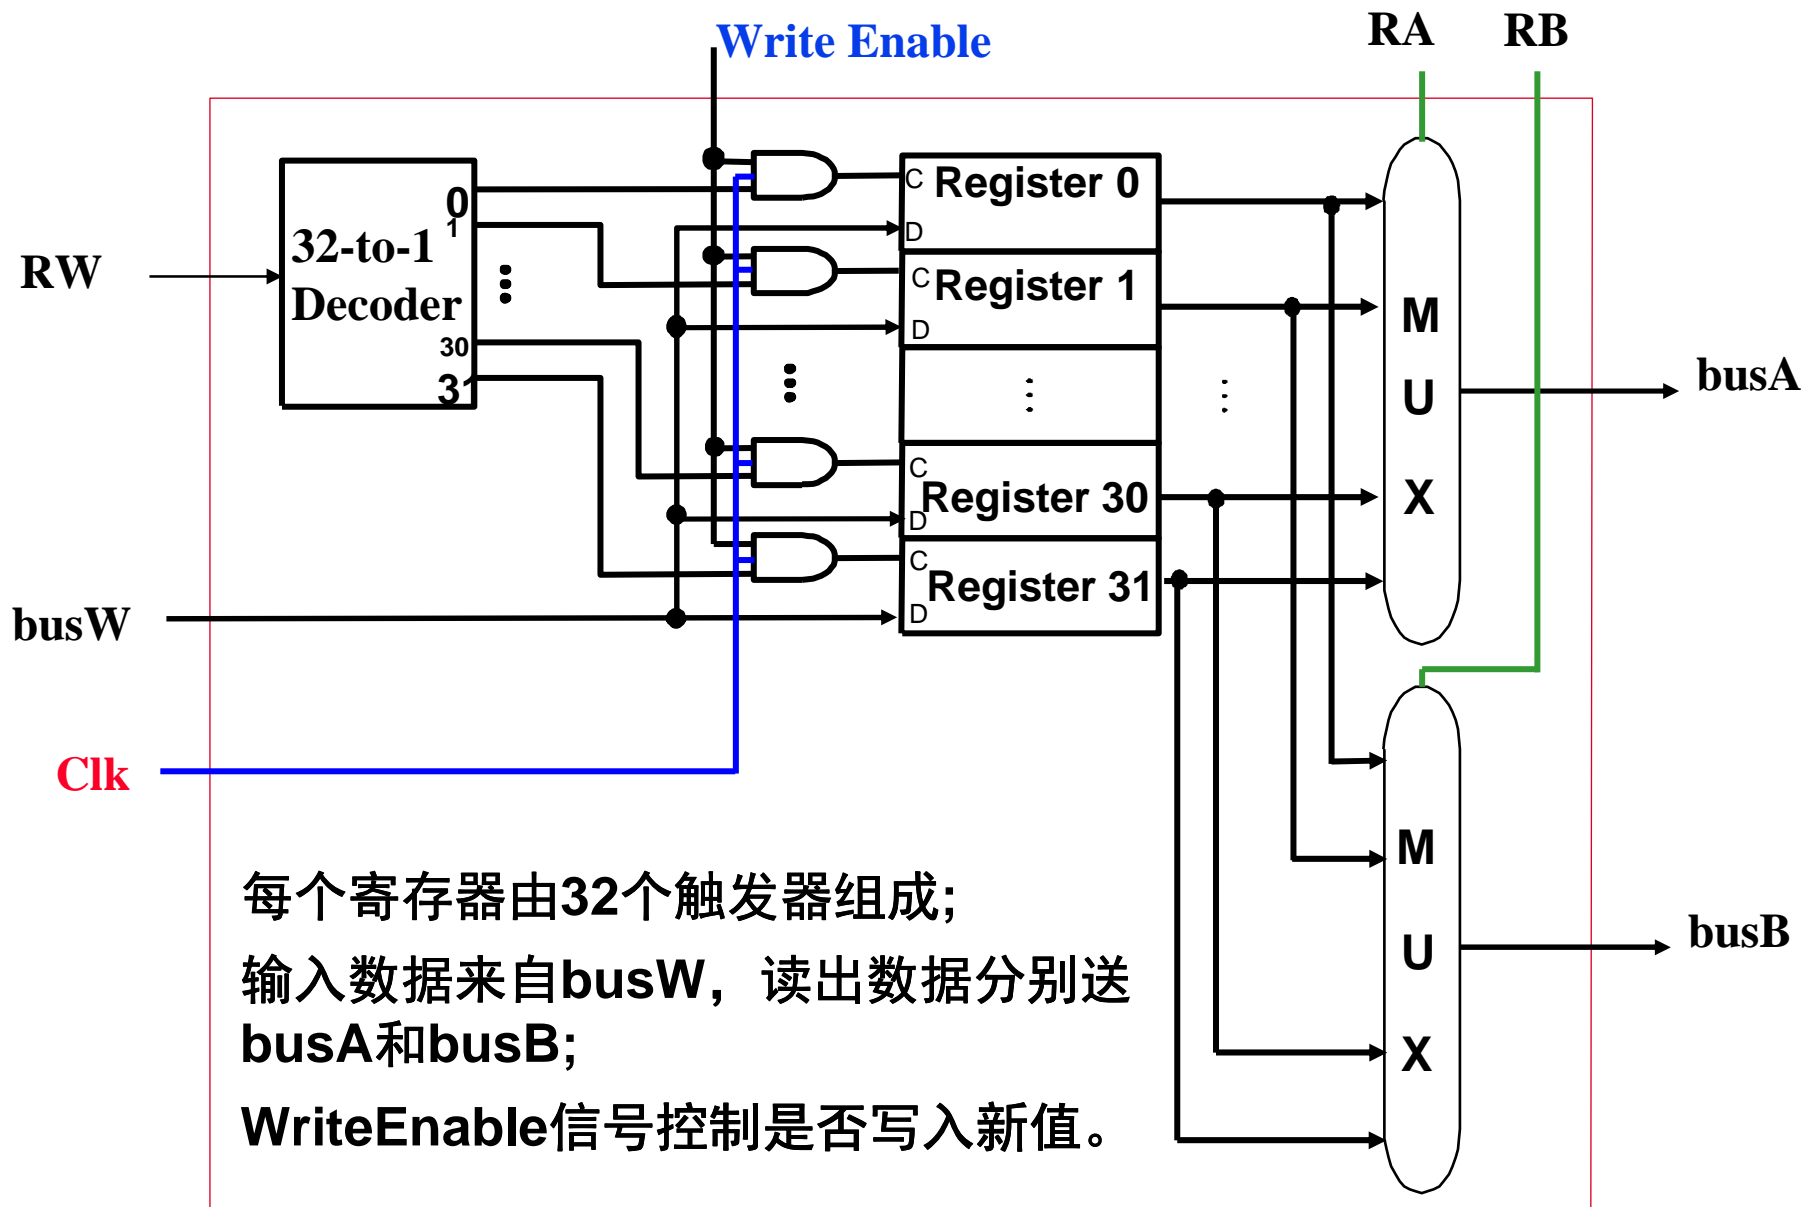 Write Enable
RA
RB
RW
32-to-1
Decoder
0
1
30
31
C
Register 0
D
C
Register 1
D
C
Register 30
D
C
Register 31
D
M
U
X
busA
busW
Clk
M
U
X
busB
每个寄存器由32个触发器组成;
输入数据来自busW，读出数据分别送
busA和busB;
WriteEnable信号控制是否写入新值。